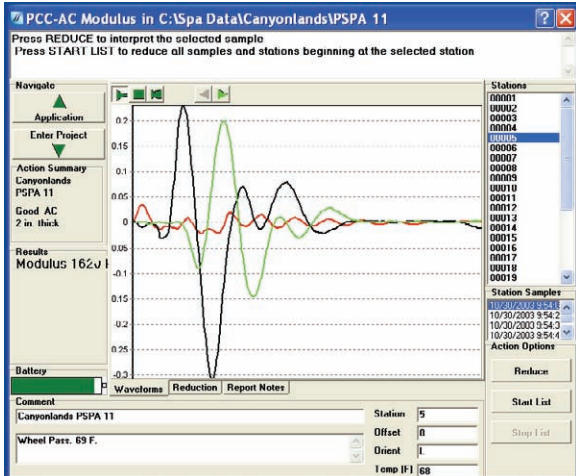 PCC-AC Modulus in C:\Spa Data\Canyonlands\PSPA 11
Press REDUCE to interpret the selected sample
Press START LIST to reduce all samples and stations beginning at the selected station
Navigate
Application
Enter Project
Action Summary
Canyonlands
PSPA 11
Good AC
2 in. thick
Results
Modulus 1620
Battery
0.2
0.15
0.1
0.05
0
0.05
-0.1
0.15
0.2
0.25
-0.3
Waveforms
Reduction
Report Notes
Stations
00001
00002
00003
00004
00005
00006
00007
00008
00009
00010
00011
00012
00013
00014
00015
00016
00017
00018
00019
Station Samples
10/30/2003 9:54:0
10/30/2003 9:54:2
10/30/2003 9:54:3
10/30/2003 9:54:4
Action Options
Reduce
Start List
Stop List
Comment
Canyonlands PSPA 11
Wheel Pass. 69 F.
Station 5
Offset 0
Orient L
Temp (F) 68